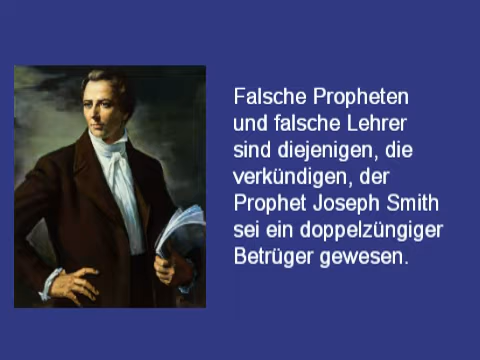 Falsche Propheten
und falsche Lehrer
sind diejenigen, die
verkündigen, der
Prophet Joseph Smith
sei ein doppelzüngiger
Betrüger gewesen.